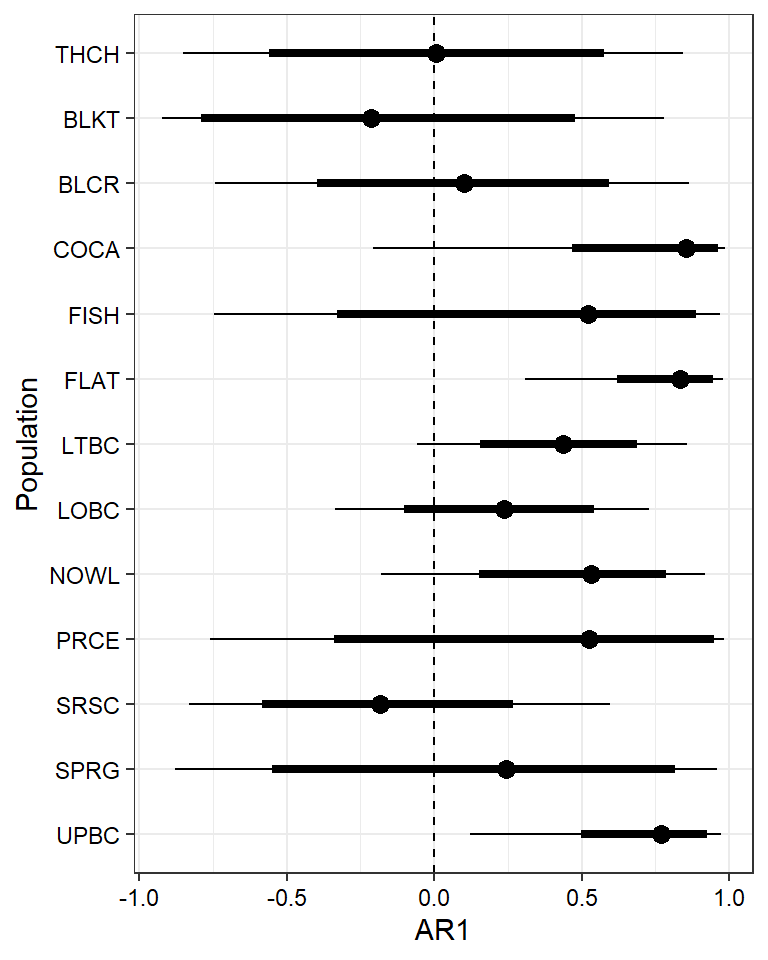 THCH
BLKT
BLCR
COCA
FISH
FLAT
LTBC
LOBC
NOWL
PRCE
SRSC
SPRG
UPBC
Population
-1.0 -0.5 0.0 0.5 1.0
AR1